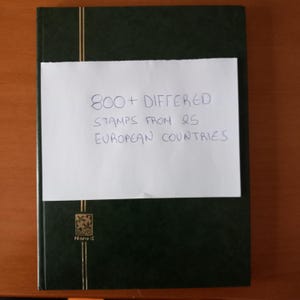 800+ DIFFERED
STAMPS FROM 25
EUROPEAN COUNTRIES